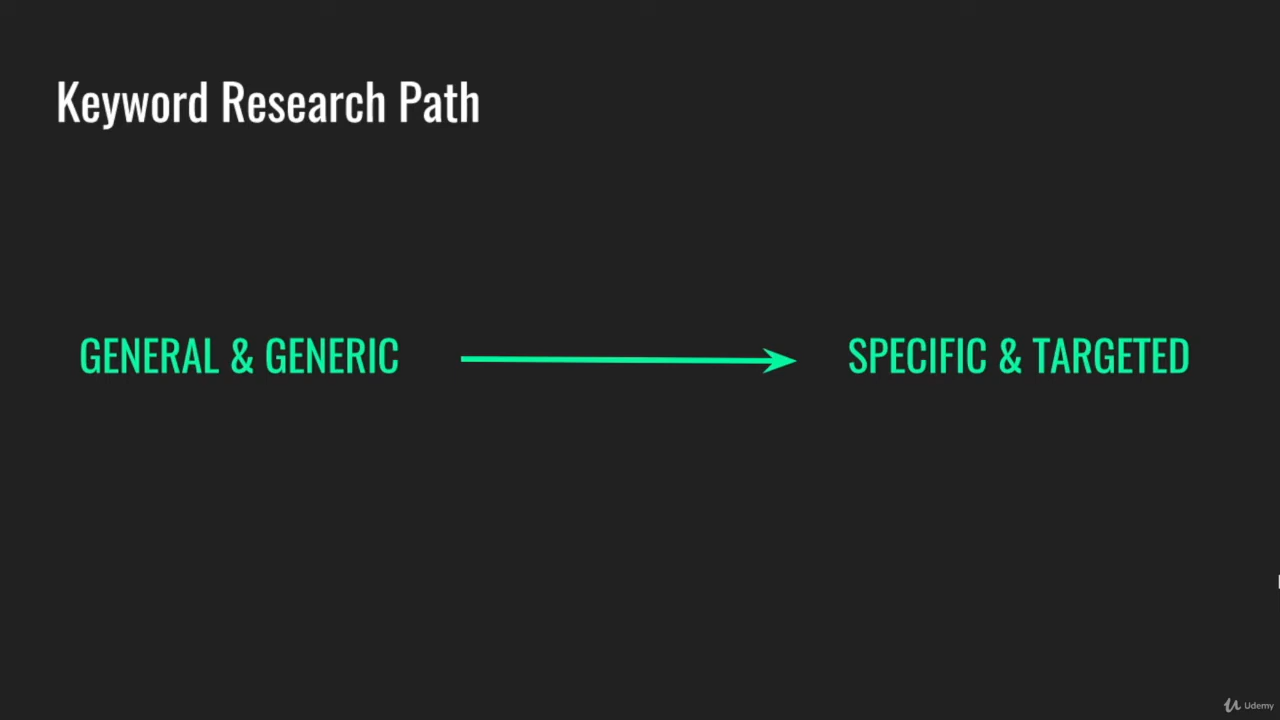 Keyword Research Path
GENERAL & GENERIC
SPECIFIC & TARGETED
Udemy